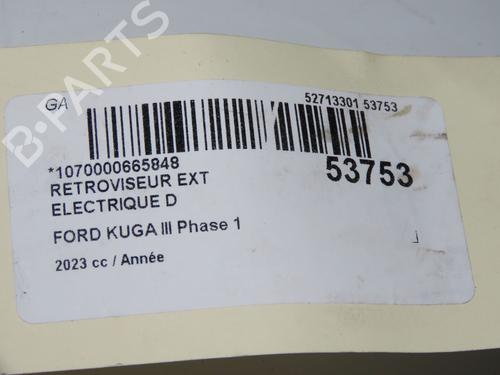 GA
52713301 53753
*1070000665848
53753
RETROVISEUR EXT
ELECTRIQUE D
FORD KUGA III Phase 1
2023 cc / Année
B-PARTS